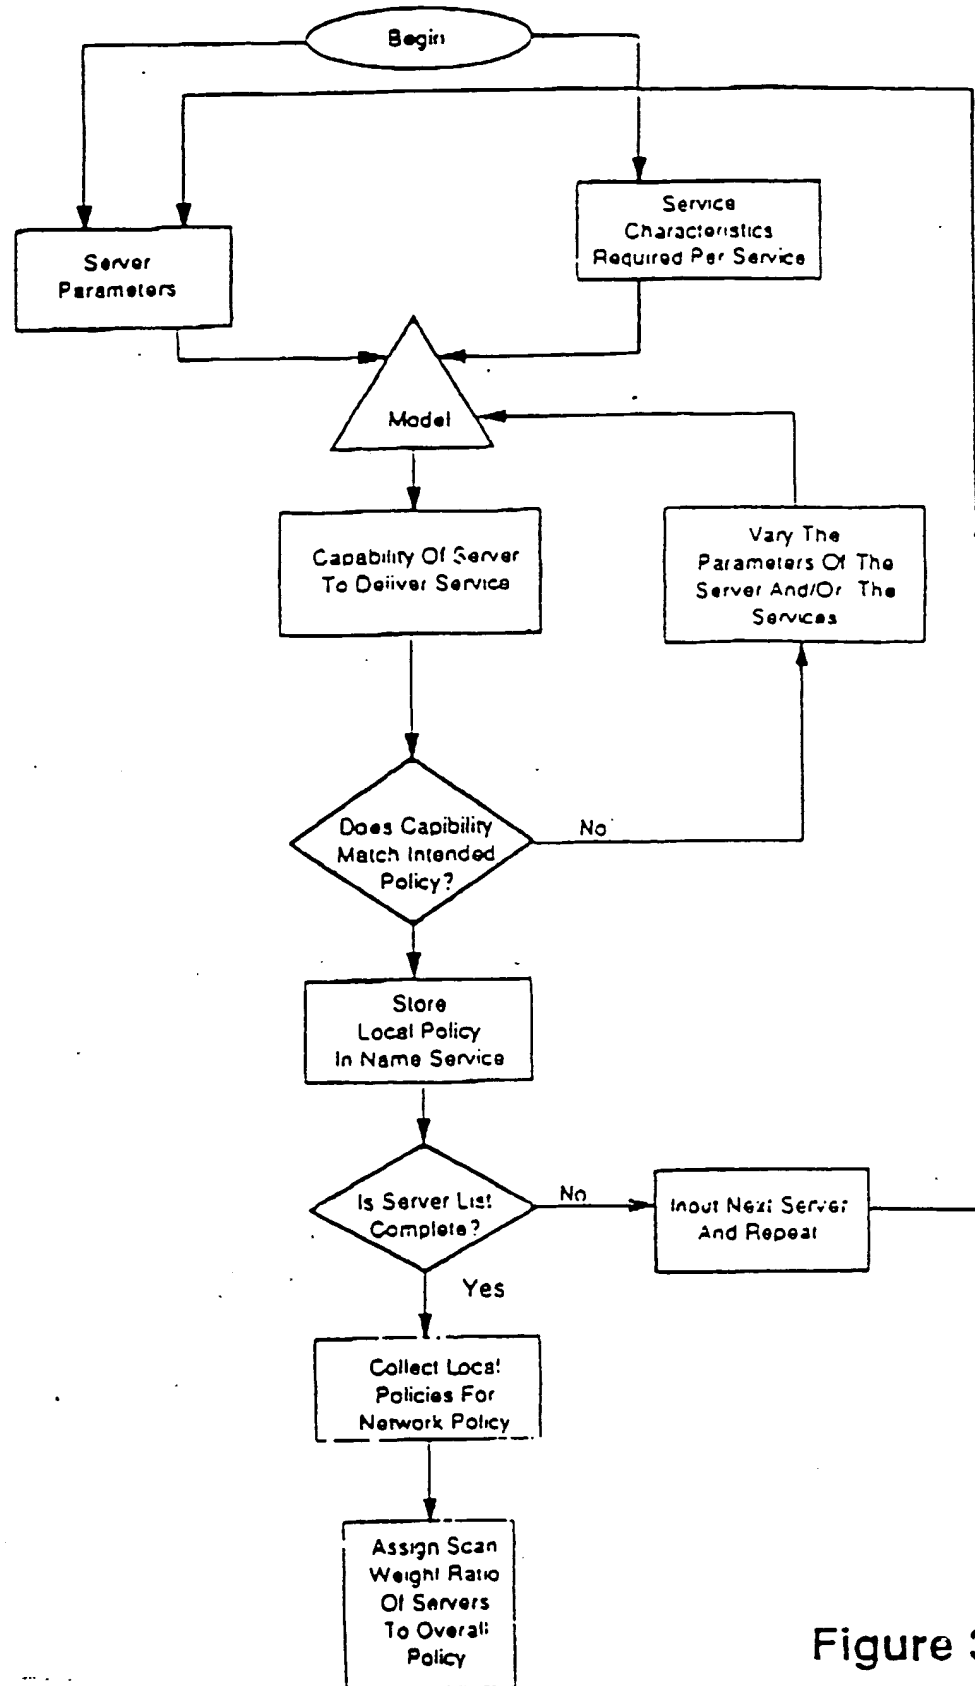 Begin
Service
Characteristics
Required Per Service
Server
Parameters
Model
Capability Of Server
To Deliver Service
Vary The
Parameters Of The
Server And/Or The
Services
Does Capibility
Match Intended
Policy?
No
Store
Local Policy
In Name Service
Is Server List
Complete?
No
Input Next Server
And Repeat
Yes
Collect Local
Policies For
Network Policy
Assign Scan
Weight Ratio
Of Servers
To Overall
Policy
Figure